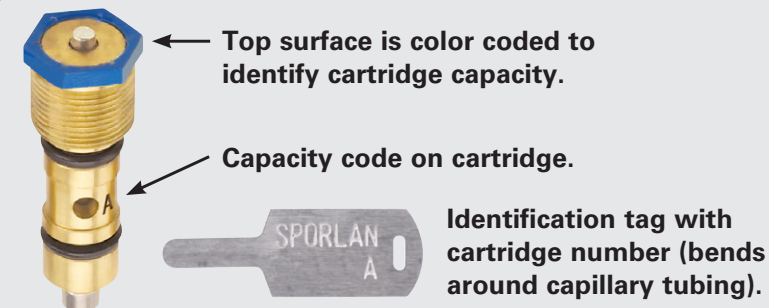 Top surface is color coded to
identify cartridge capacity.
Capacity code on cartridge.
A
SPORLAN
A
Identification tag with
cartridge number (bends
around capillary tubing).